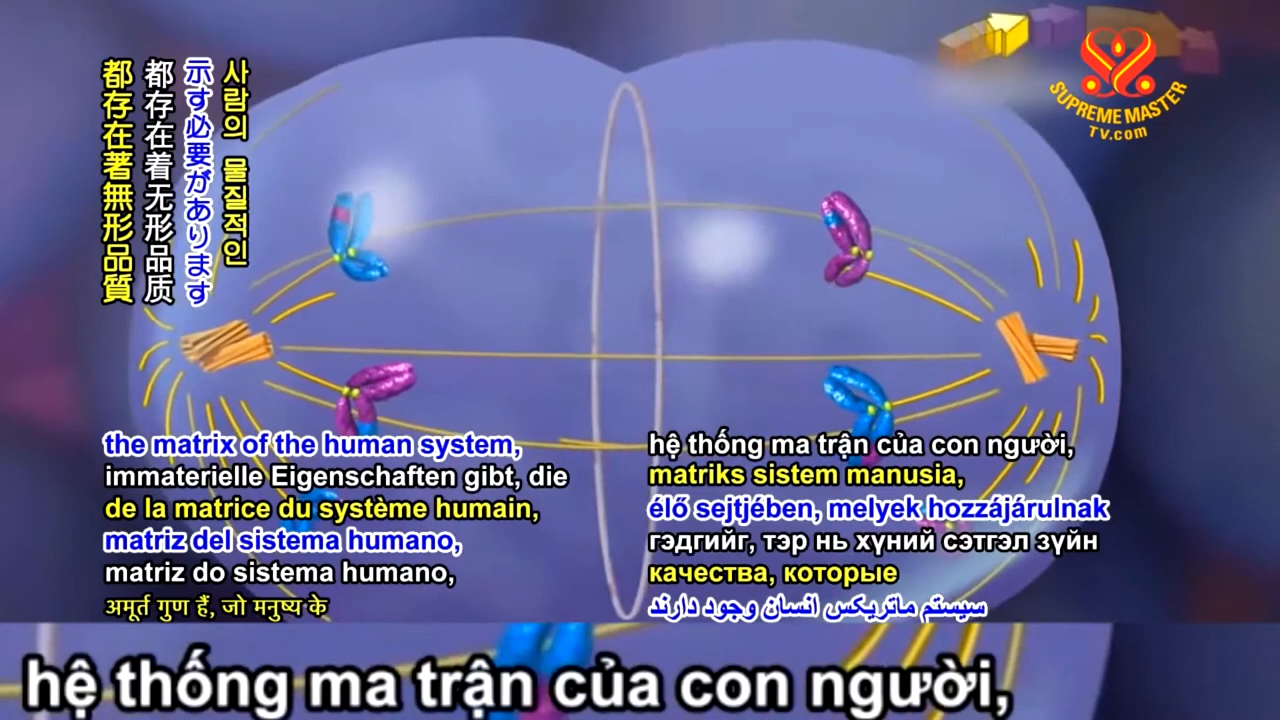 사람의 물질적인
示す必要があります
都存在着无形品质
都存在著無形品質
SUPREME MASTER
TV.com
the matrix of the human system,
immaterielle Eigenschaften gibt, die
de la matrice du système humain,
matriz del sistema humano,
matriz do sistema humano,
अमूर्त गुण हैं, जो मनुष्य के
hệ thống ma trận của con người,
matriks sistem manusia,
élő sejtjében, melyek hozzájárulnak
гэдгийг, тэр нь хүний сэтгэл зүйн
качества, которые
سیستم ماتریکس انسان وجود دارند
hệ thống ma trận của con người,